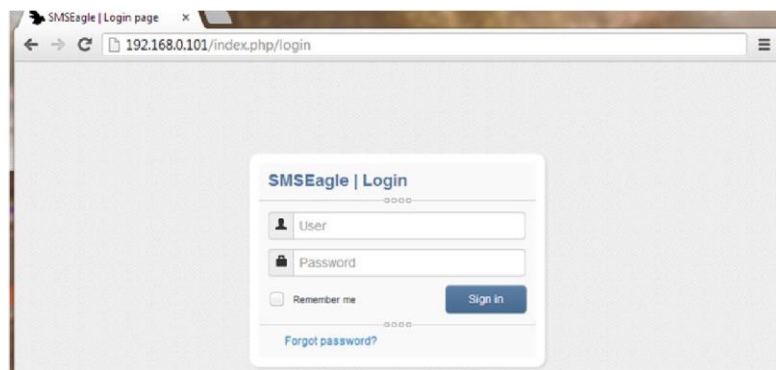 SMSEagle | Login page
192.168.0.101/index.php/login
SMSEagle | Login
User
Password
Remember me
Sign in
Forgot password?